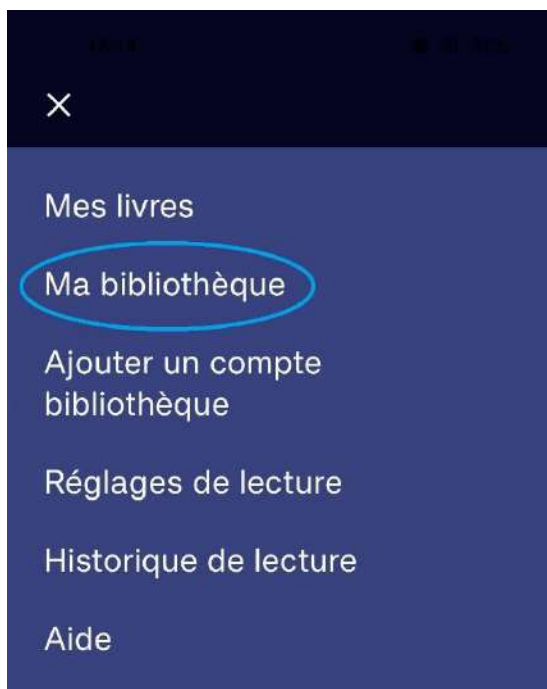 Mes livres
Ma bibliothèque
Ajouter un compte
bibliothèque
Réglages de lecture
Historique de lecture
Aide